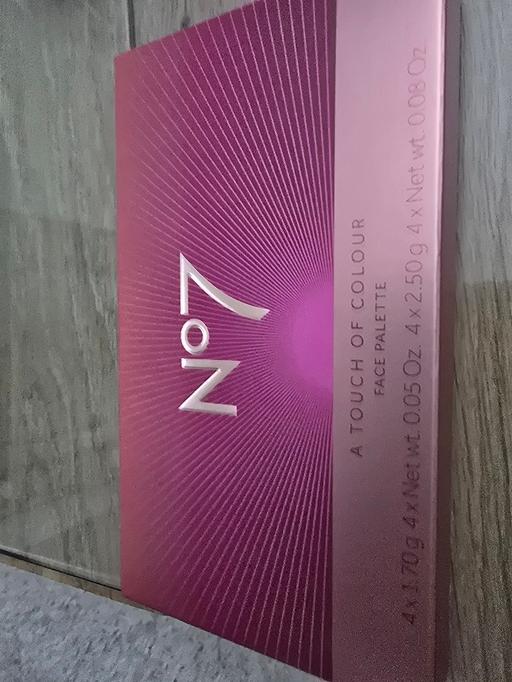 No7
A TOUCH OF COLOUR
FACE PALETTE
4 x 1.70 g 4 x Net wt. 0.05 Oz. 4 x 2.50 g 4 x Net wt. 0.08 Oz